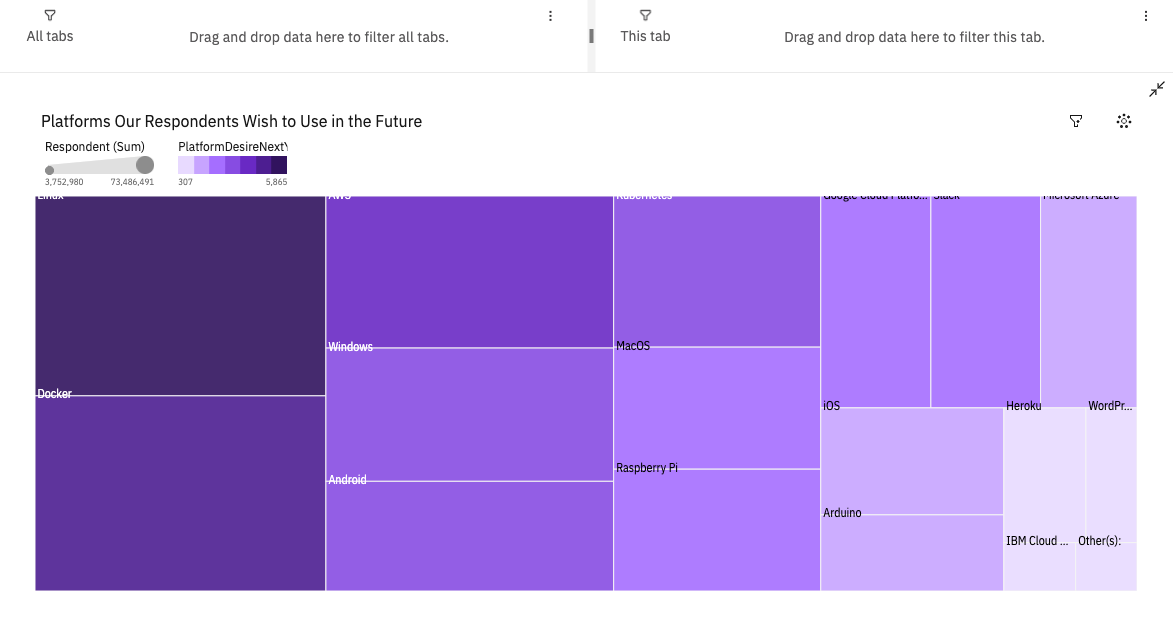 All tabs
Drag and drop data here to filter all tabs.
This tab
Drag and drop data here to filter this tab.
Platforms Our Respondents Wish to Use in the Future
Respondent (Sum)
PlatformDesireNextY
3,752,980
73,486,491
307
5,865
Linux
AWS
Kubernetes
Google Cloud Platfo...
Slack
Microsoft Azure
Windows
MacOS
Docker
iOS
Heroku
WordPr...
Android
Raspberry Pi
Arduino
IBM Cloud ...
Other(s):